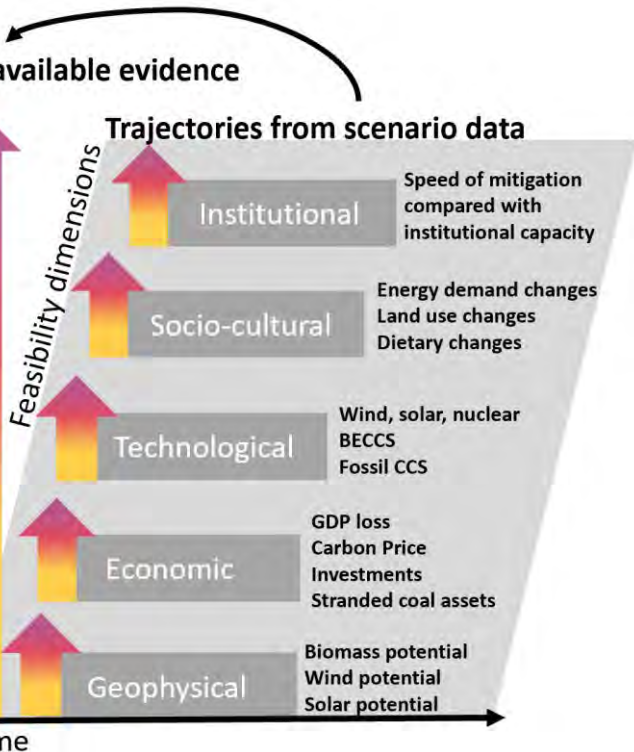 available evidence
Trajectories from scenario data
Feasibility dimensions
Institutional
Speed of mitigation
compared with
institutional capacity
Socio-cultural
Energy demand changes
Land use changes
Dietary changes
Technological
Wind, solar, nuclear
BECCS
Fossil CCS
Economic
GDP loss
Carbon Price
Investments
Stranded coal assets
Geophysical
Biomass potential
Wind potential
Solar potential
me